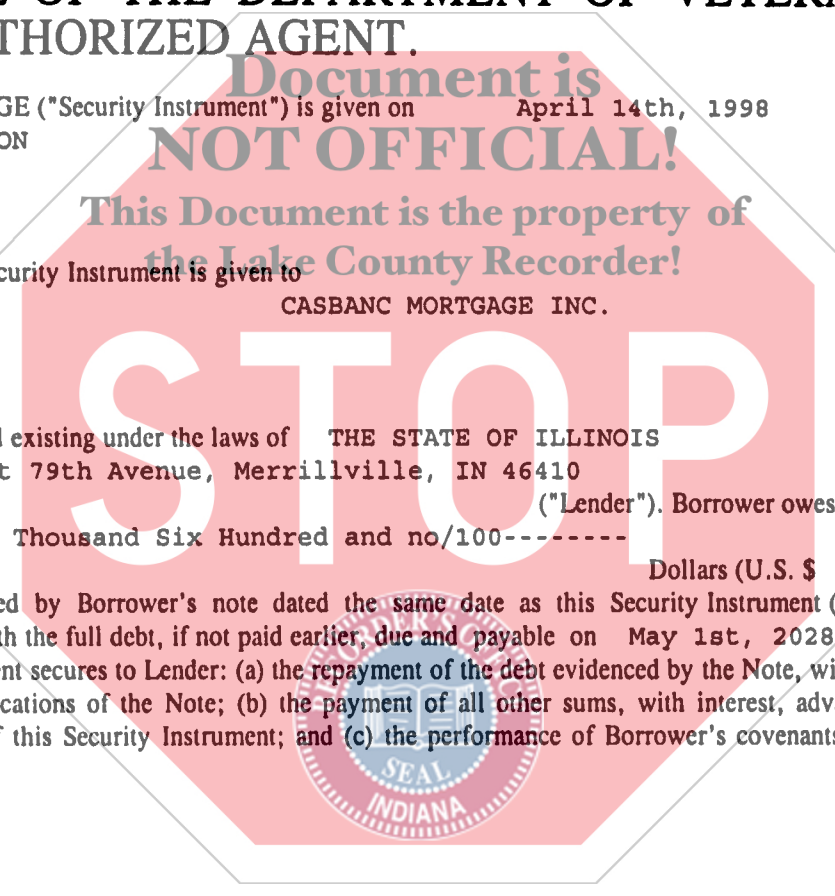 OF THE DEPARTMENT OF VETER
THORIZED AGENT.
Document is
GE ("Security Instrument") is given on April 14th, 1998
ON
NOT OFFICIAL!
This Document is the property of
the Lake County Recorder!
curity Instrument is given to
CASBANC MORTGAGE INC.
STOP
existing under the laws of THE STATE OF ILLINOIS
t 79th Avenue, Merrillville, IN 46410
("Lender"). Borrower owes
Thousand Six Hundred and no/100--------
Dollars (U.S. $
ed by Borrower's note dated the same date as this Security Instrument (
th the full debt, if not paid earlier, due and payable on May 1st, 2028
nt secures to Lender: (a) the repayment of the debt evidenced by the Note, wi
cations of the Note; (b) the payment of all other sums, with interest, adva
f this Security Instrument; and (c) the performance of Borrower's covenants
SEAL
INDIANA